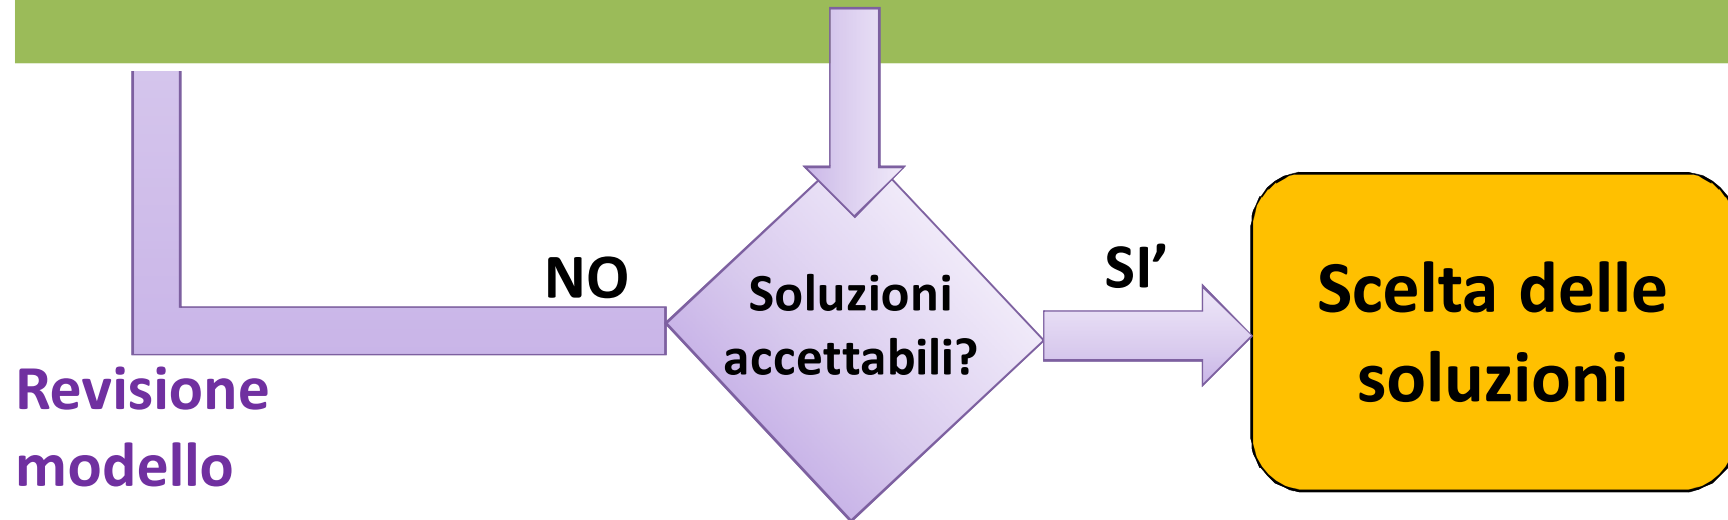 NO
Soluzioni
accettabili?
SI’
Scelta delle
soluzioni
Revisione
modello